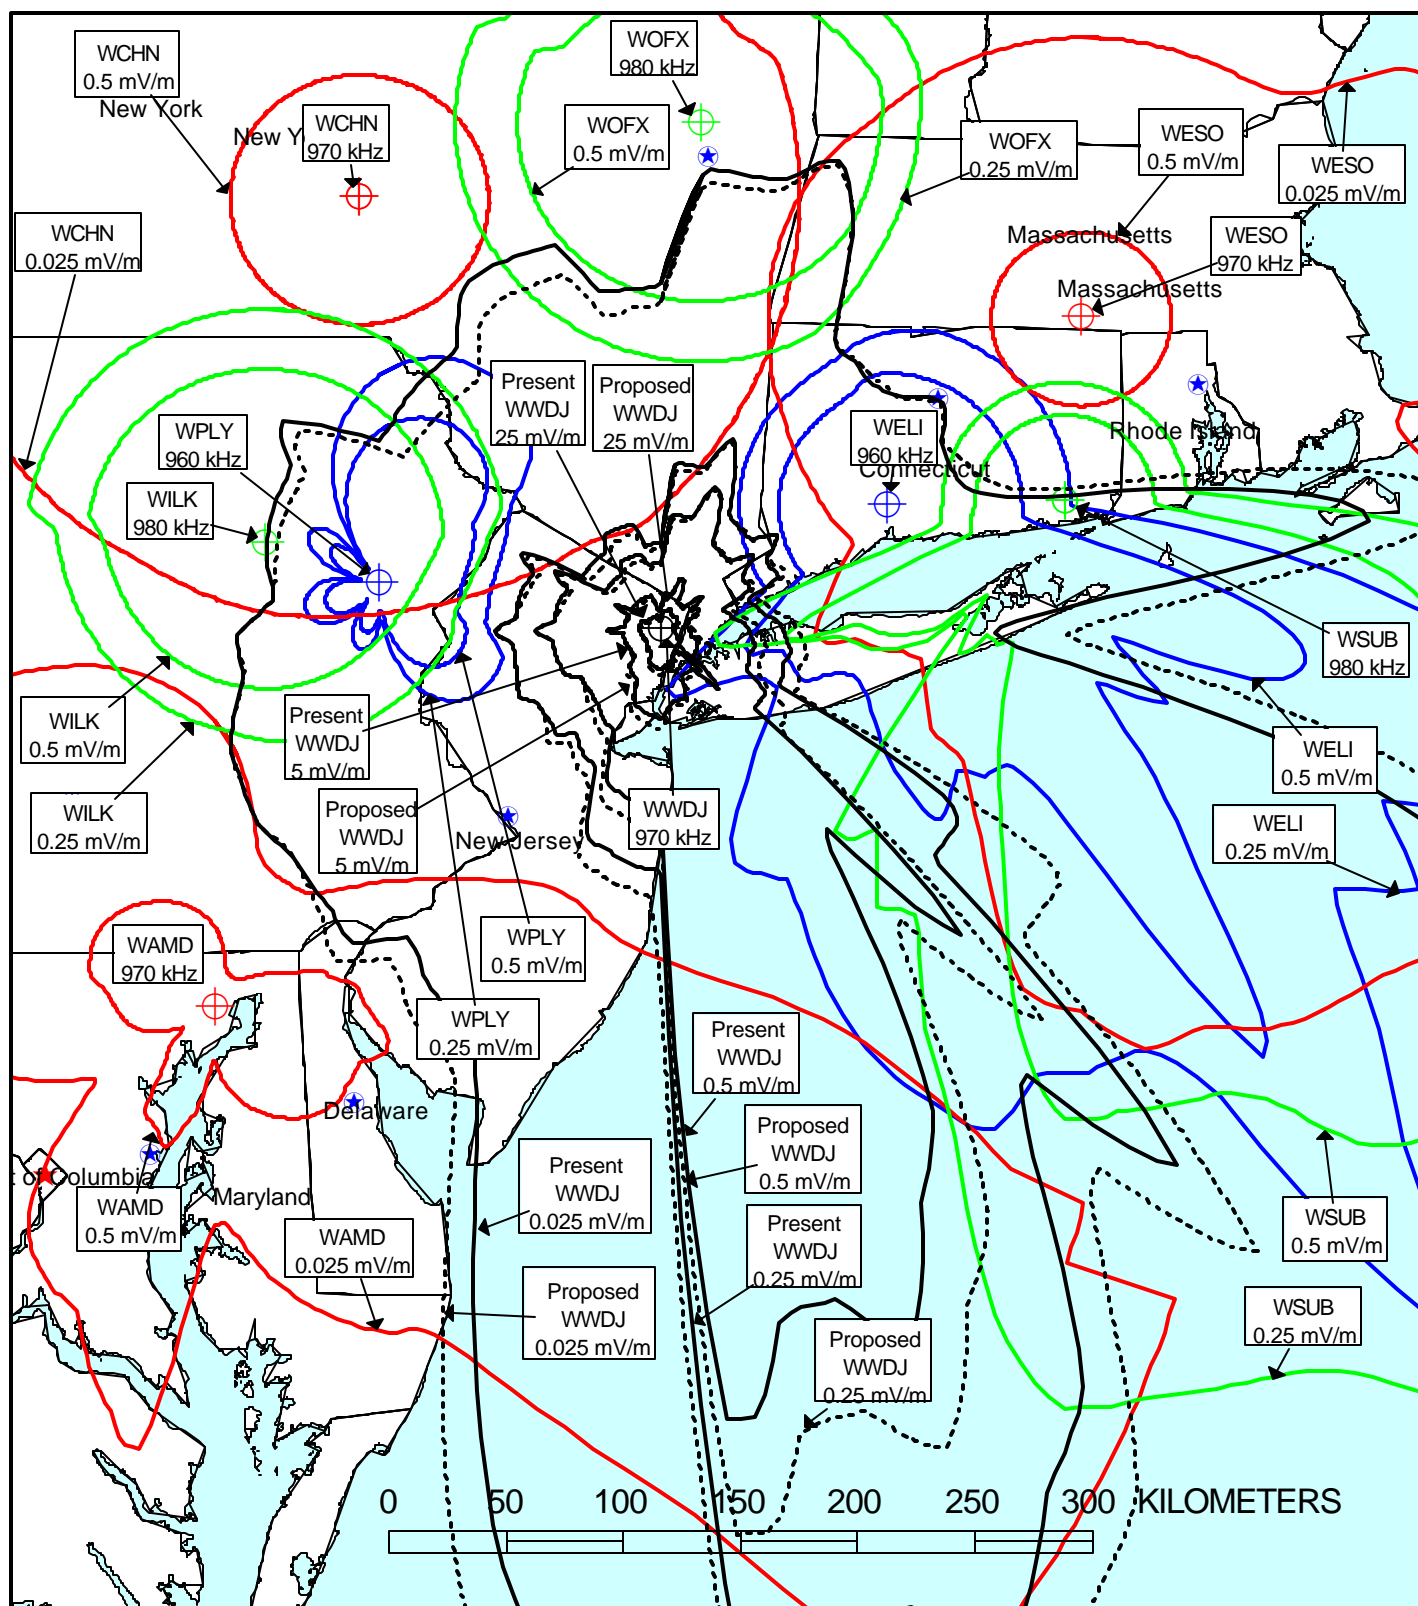 WCHN
0.5 mV/m
New York
New Y
WCHN
970 kHz
WOFX
980 kHz
WOFX
0.5 mV/m
WOFX
0.25 mV/m
WESO
0.5 mV/m
WESO
0.025 mV/m
WCHN
0.025 mV/m
Massachusetts
WESO
970 kHz
Massachusetts
Present
WWDJ
25 mV/m
Proposed
WWDJ
25 mV/m
WPLY
960 kHz
WILK
980 kHz
WELI
960 kHz
Connecticut
Rhode Island
WSUB
980 kHz
WILK
0.5 mV/m
Present
WWDJ
5 mV/m
WELI
0.5 mV/m
WILK
0.25 mV/m
Proposed
WWDJ
5 mV/m
New Jersey
WWDJ
970 kHz
WELI
0.25 mV/m
WAMD
970 kHz
WPLY
0.5 mV/m
WPLY
0.25 mV/m
Present
WWDJ
0.5 mV/m
Delaware
Proposed
WWDJ
0.5 mV/m
t of Columbia
Maryland
WAMD
0.5 mV/m
Present
WWDJ
0.025 mV/m
WAMD
0.025 mV/m
Present
WWDJ
0.25 mV/m
WSUB
0.5 mV/m
Proposed
WWDJ
0.025 mV/m
Proposed
WWDJ
0.25 mV/m
WSUB
0.25 mV/m
0 50 100 150 200 250 300 KILOMETERS